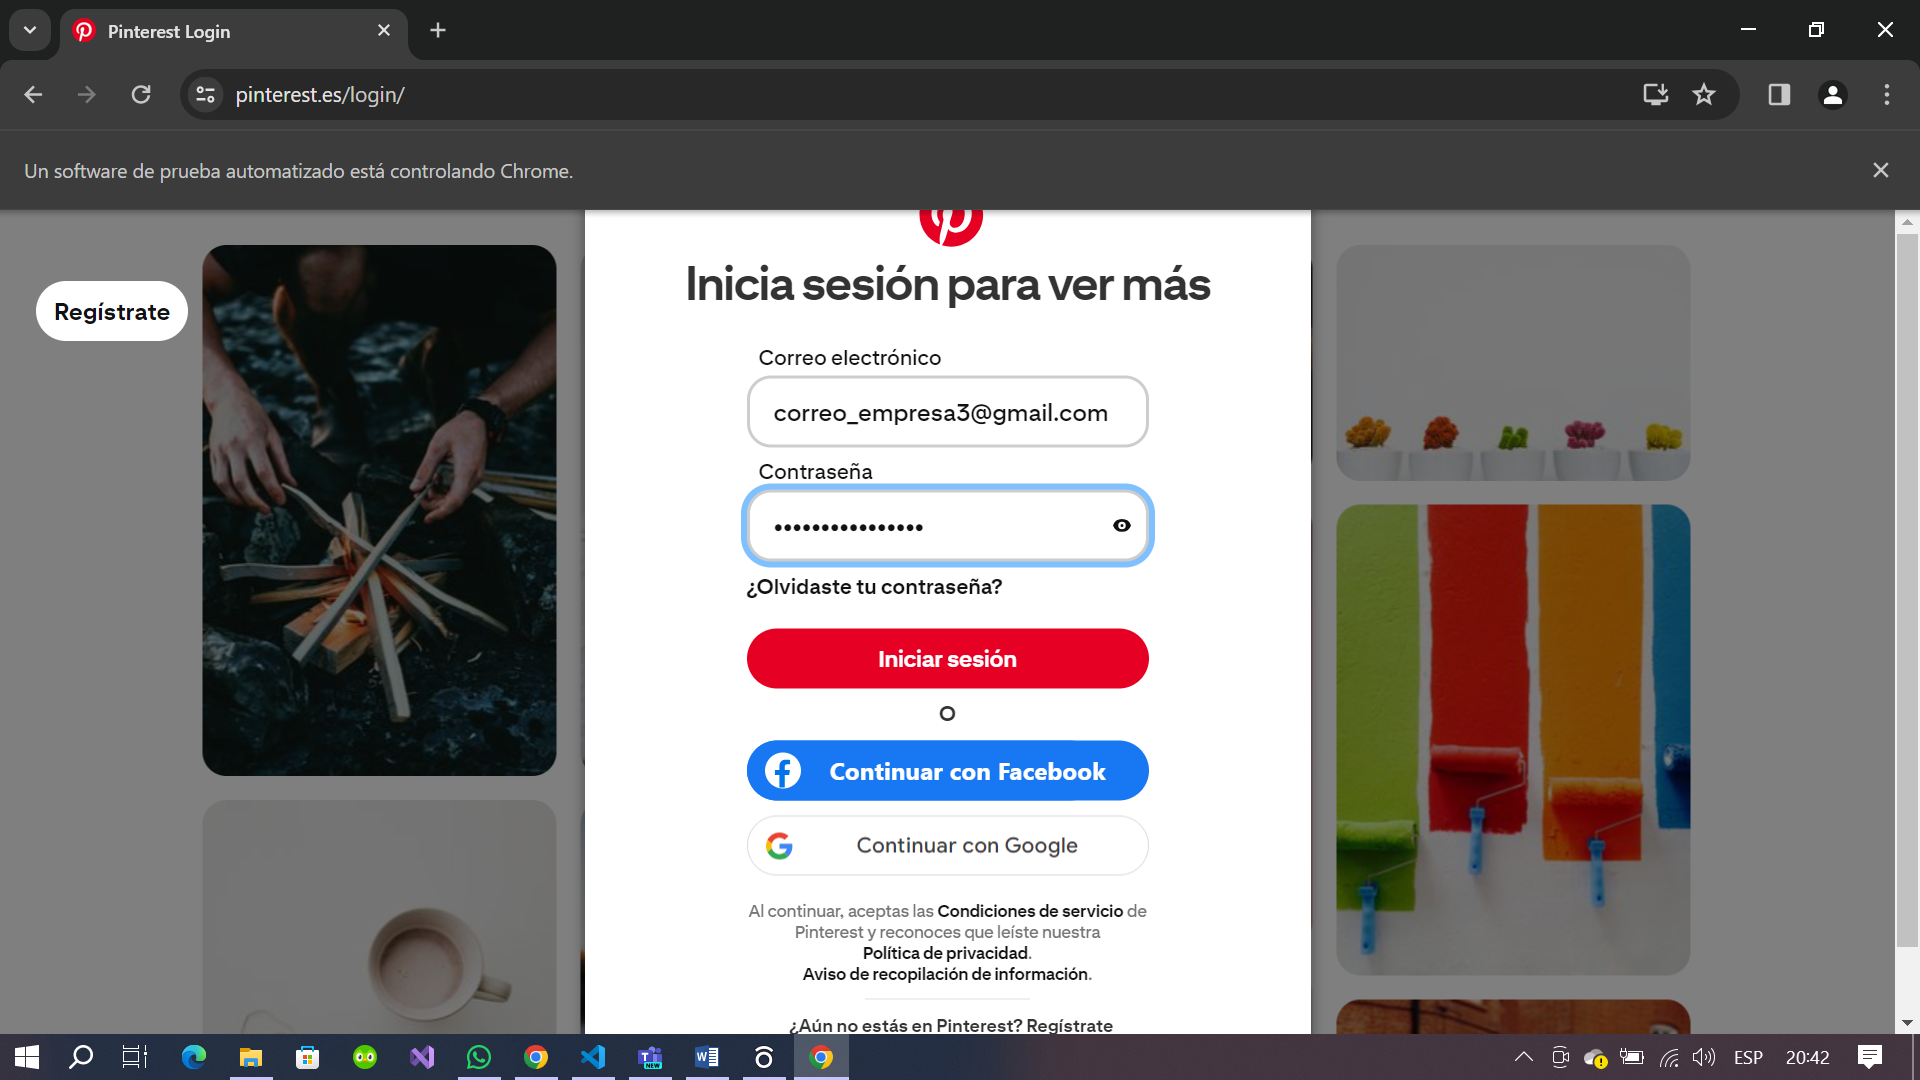 Pinterest Login
pinterest.es/login/
Un software de prueba automatizado está controlando Chrome.
Regístrate
Inicia sesión para ver más
Correo electrónico
correo_empresa3@gmail.com
Contraseña
••••••••••••••••
¿Olvidaste tu contraseña?
Iniciar sesión
O
Continuar con Facebook
Continuar con Google
Al continuar, aceptas las Condiciones de servicio de
Pinterest y reconoces que leíste nuestra
Política de privacidad.
Aviso de recopilación de información.
¿Aún no estás en Pinterest? Regístrate
NEW
ESP
20:42